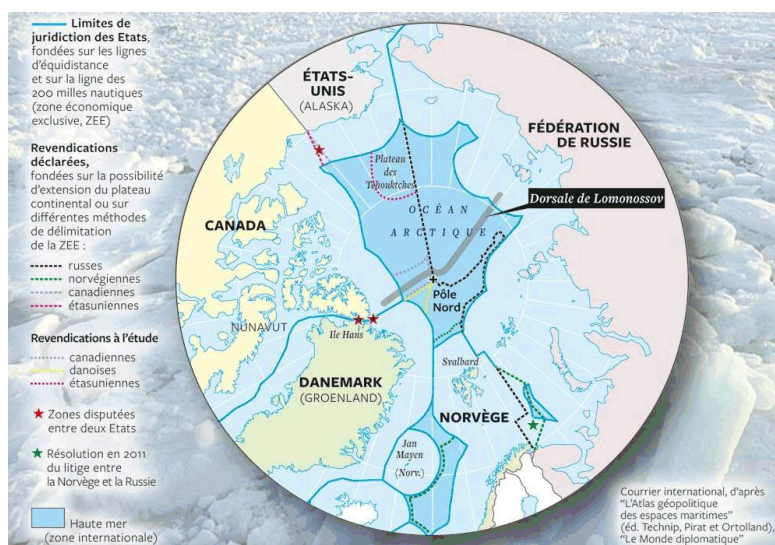 Limites de
juridiction des Etats,
fondées sur les lignes
d'équidistance
et sur la ligne des
200 milles nautiques
(zone économique
exclusive, ZEE)
Revendications
déclarées,
fondées sur la possibilité
d'extension du plateau
continental ou sur
différentes méthodes
de délimitation
de la ZEE :
russes
norvégiennes
canadiennes
étasuniennes
Revendications à l'étude
canadiennes
danoises
étasuniennes
Zones disputées
entre deux Etats
Résolution en 2011
du litige entre
la Norvège et la Russie
Haute mer
(zone internationale)
ÉTATS-
UNIS
(ALASKA)
FÉDÉRATION
DE RUSSIE
Plateau
des
Tchouktches
Dorsale de Lomonossov
OCÉAN
ARCTIQUE
CANADA
Pôle
Nord
NUNAVUT
Ile Hans
Svalbard
DANEMARK
(GROENLAND)
NORVÈGE
Jan
Mayen
(Norv.)
Courrier international, d'après
"L'Atlas géopolitique
des espaces maritimes"
(éd. Technip, Pirat et Ortolland),
"Le Monde diplomatique"